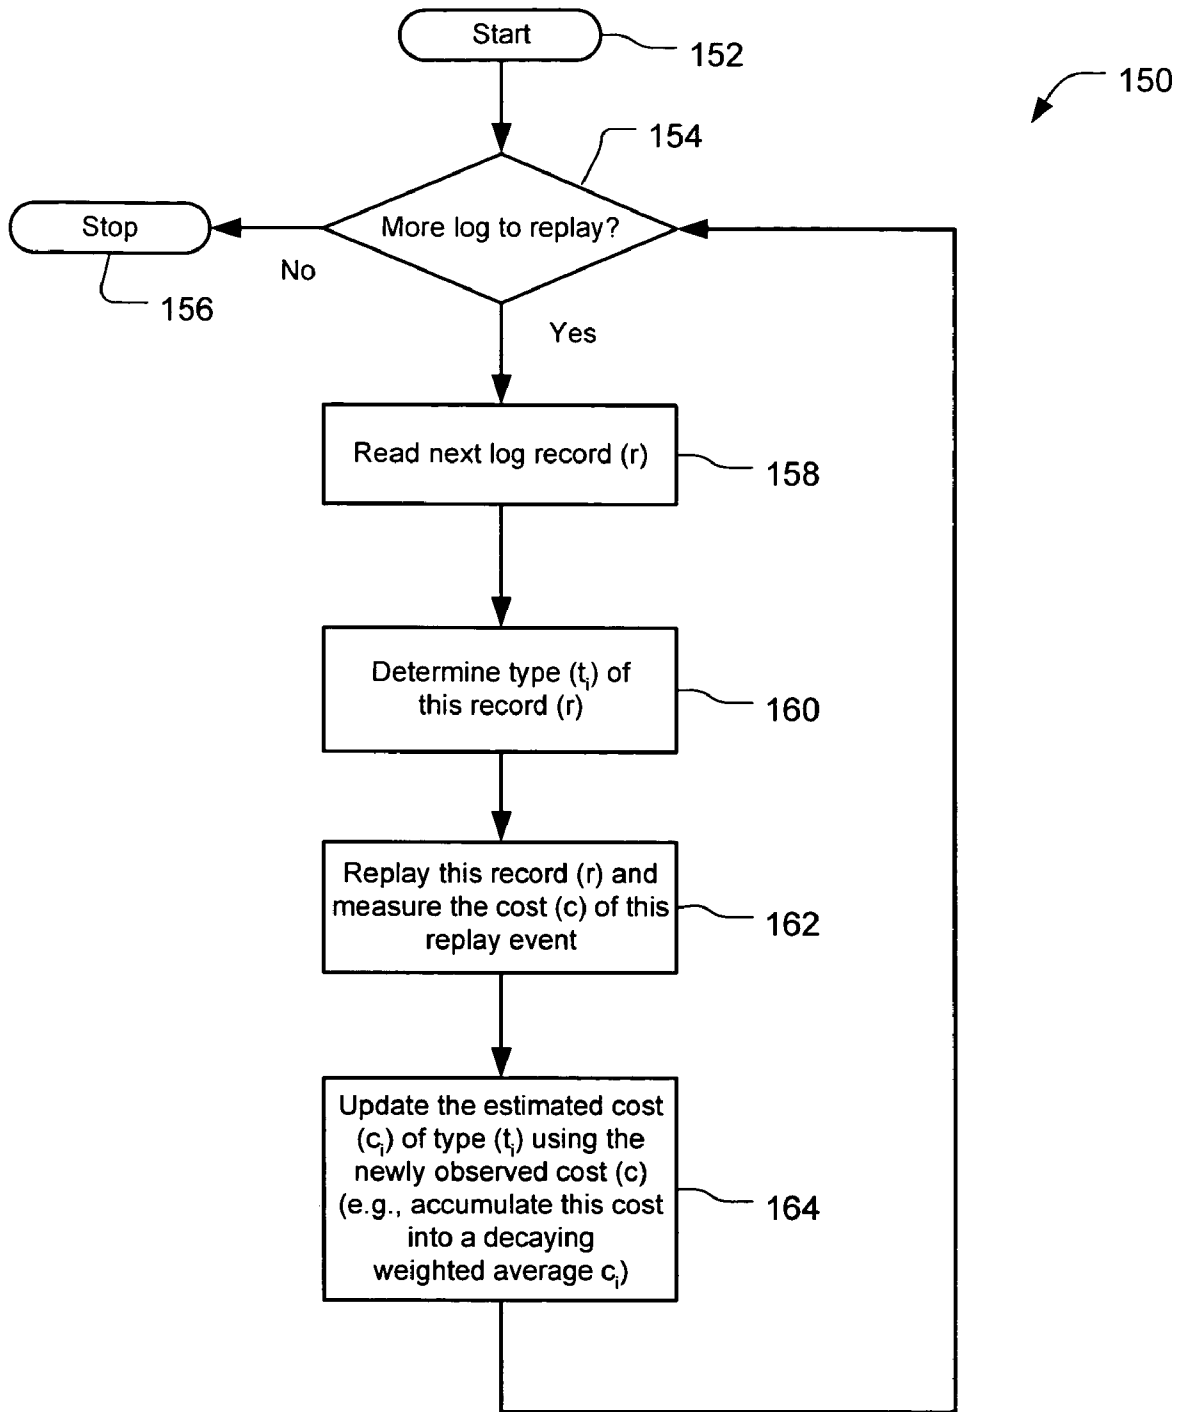 Start
152
150
154
More log to replay?
Stop
No
156
Yes
Read next log record (r)
158
Determine type (tᵢ) of
this record (r)
160
Replay this record (r) and
measure the cost (c) of this
replay event
162
Update the estimated cost
(cᵢ) of type (tᵢ) using the
newly observed cost (c)
(e.g., accumulate this cost
into a decaying
weighted average cᵢ)
164